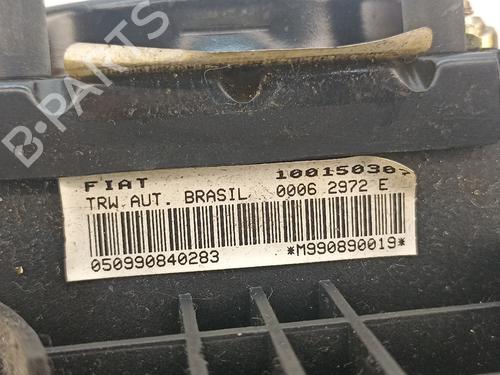 B-PARTS
FIAT 10015030
TRW AUT. BRASIL 0006 2972 E
050990840283 *M990890019*